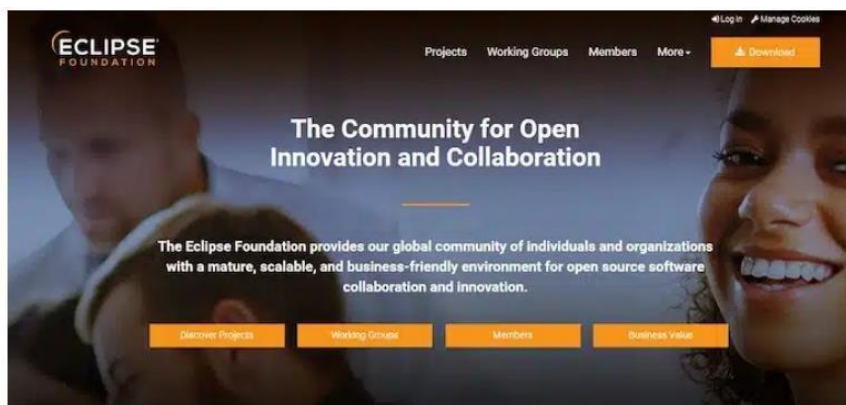 Log in Manage Cookies
ECLIPSE
FOUNDATION
Projects Working Groups Members More
Download
The Community for Open
Innovation and Collaboration
The Eclipse Foundation provides our global community of individuals and organizations
with a mature, scalable, and business-friendly environment for open source software
collaboration and innovation.
Discover Projects Working Groups Members Business Value